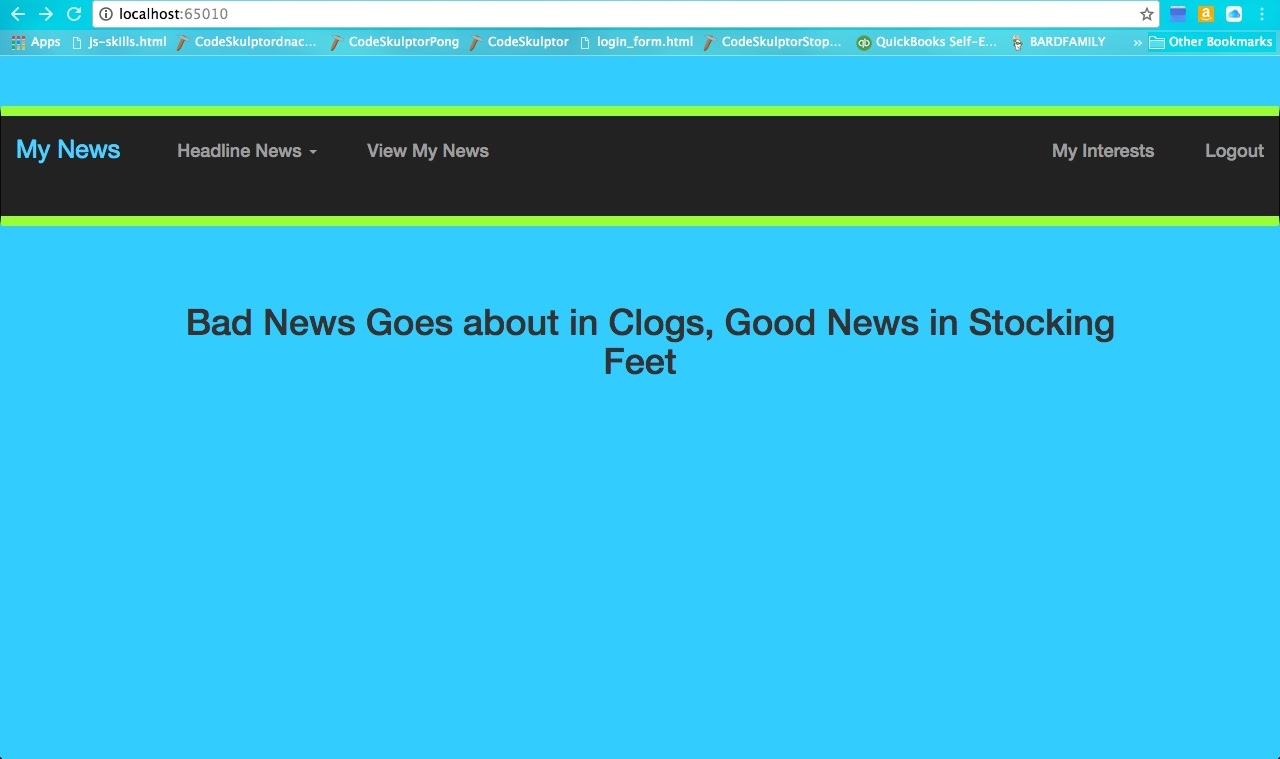 localhost:65010
Apps js-skills.html CodeSkulptordnac... CodeSkulptorPong CodeSkulptor login_form.html CodeSkulptorStop... QuickBooks Self-E... BARDFAMILY » Other Bookmarks
My News Headline News View My News My Interests Logout
Bad News Goes about in Clogs, Good News in Stocking
Feet